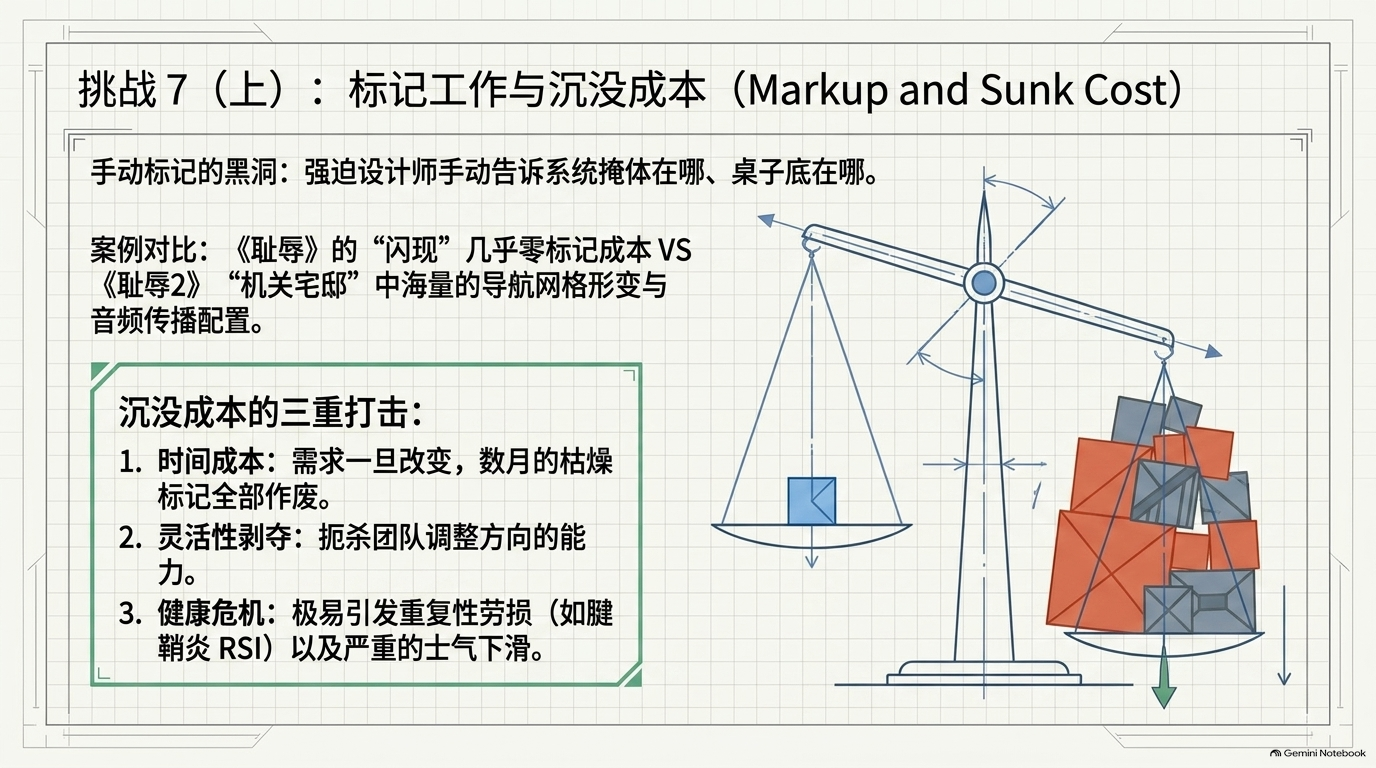 挑战 7（上）：标记工作与沉没成本（Markup and Sunk Cost）
手动标记的黑洞：强迫设计师手动告诉系统掩体在哪、桌子底在哪。
案例对比：《耻辱》的“闪现”几乎零标记成本 VS
《耻辱2》“机关宅邸”中海量的导航网格形变与
音频传播配置。
沉没成本的三重打击：
1. 时间成本：需求一旦改变，数月的枯燥
标记全部作废。
2. 灵活性剥夺：扼杀团队调整方向的能
力。
3. 健康危机：极易引发重复性劳损（如腱
鞘炎 RSI）以及严重的士气下滑。
Gemini Notebook